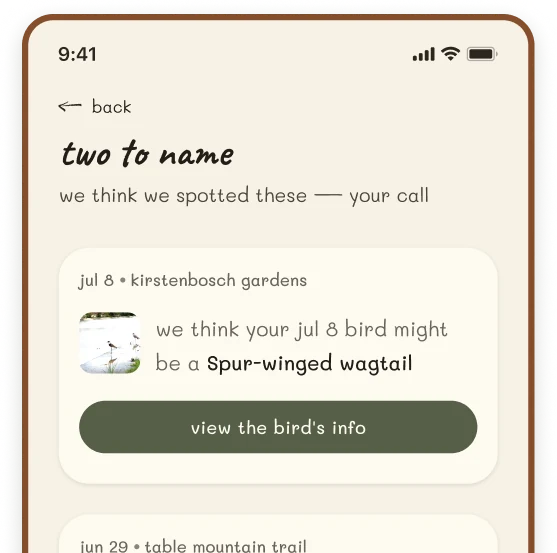 9:41
← back
two to name
we think we spotted these — your call
jul 8 • kirstenbosch gardens
we think your jul 8 bird might
be a Spur-winged wagtail
view the bird's info
jun 29 • table mountain trail